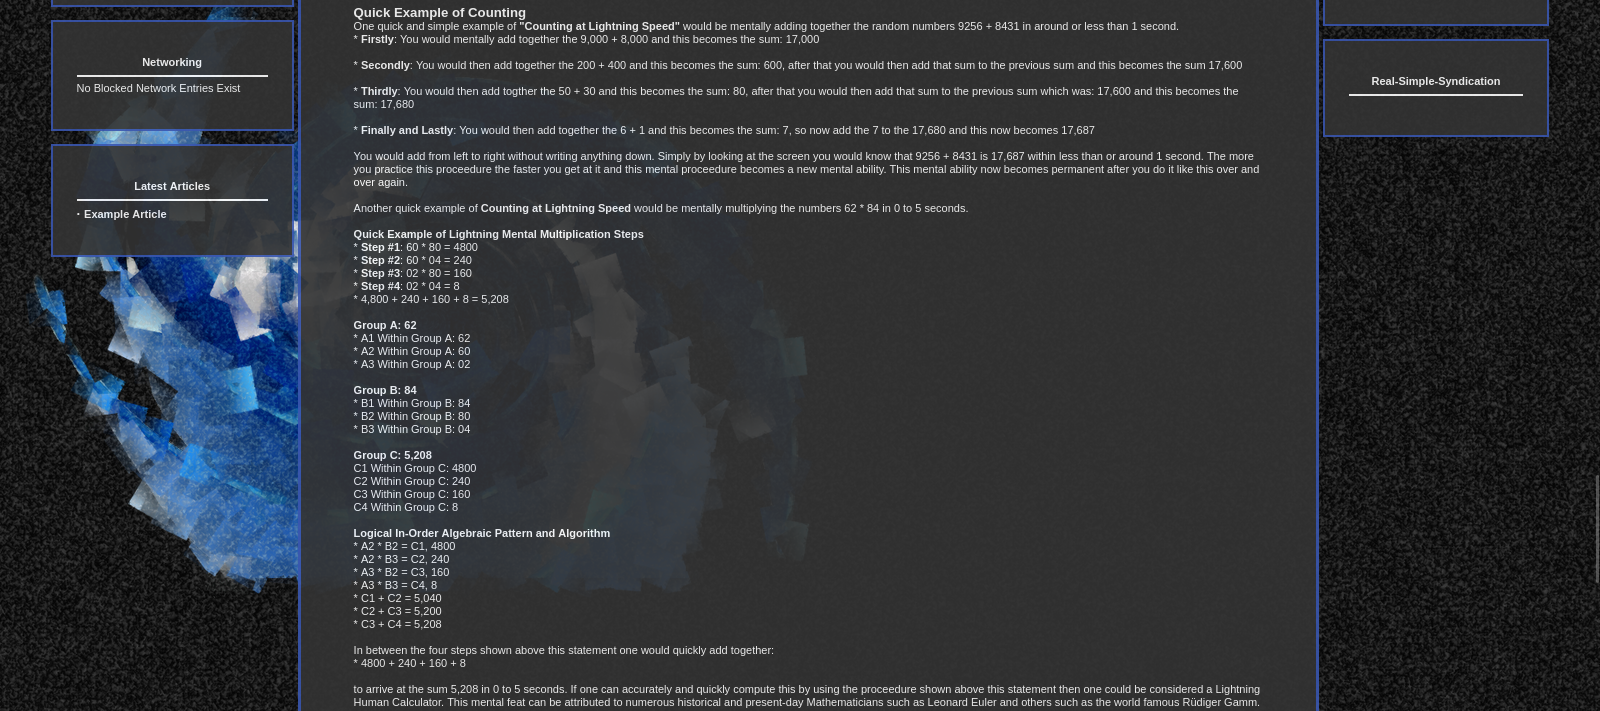 Networking
No Blocked Network Entries Exist
Latest Articles
· Example Article
Quick Example of Counting
One quick and simple example of "Counting at Lightning Speed" would be mentally adding together the random numbers 9256 + 8431 in around or less than 1 second.
* Firstly: You would mentally add together the 9,000 + 8,000 and this becomes the sum: 17,000
* Secondly: You would then add together the 200 + 400 and this becomes the sum: 600, after that you would then add that sum to the previous sum and this becomes the sum 17,600
* Thirdly: You would then add togther the 50 + 30 and this becomes the sum: 80, after that you would then add that sum to the previous sum which was: 17,600 and this becomes the
sum: 17,680
* Finally and Lastly: You would then add together the 6 + 1 and this becomes the sum: 7, so now add the 7 to the 17,680 and this now becomes 17,687
You would add from left to right without writing anything down. Simply by looking at the screen you would know that 9256 + 8431 is 17,687 within less than or around 1 second. The more
you practice this proceedure the faster you get at it and this mental proceedure becomes a new mental ability. This mental ability now becomes permanent after you do it like this over and
over again.
Another quick example of Counting at Lightning Speed would be mentally multiplying the numbers 62 * 84 in 0 to 5 seconds.
Quick Example of Lightning Mental Multiplication Steps
* Step #1: 60 * 80 = 4800
* Step #2: 60 * 04 = 240
* Step #3: 02 * 80 = 160
* Step #4: 02 * 04 = 8
* 4,800 + 240 + 160 + 8 = 5,208
Group A: 62
* A1 Within Group A: 62
* A2 Within Group A: 60
* A3 Within Group A: 02
Group B: 84
* B1 Within Group B: 84
* B2 Within Group B: 80
* B3 Within Group B: 04
Group C: 5,208
C1 Within Group C: 4800
C2 Within Group C: 240
C3 Within Group C: 160
C4 Within Group C: 8
Logical In-Order Algebraic Pattern and Algorithm
* A2 * B2 = C1, 4800
* A2 * B3 = C2, 240
* A3 * B2 = C3, 160
* A3 * B3 = C4, 8
* C1 + C2 = 5,040
* C2 + C3 = 5,200
* C3 + C4 = 5,208
In between the four steps shown above this statement one would quickly add together:
* 4800 + 240 + 160 + 8
to arrive at the sum 5,208 in 0 to 5 seconds. If one can accurately and quickly compute this by using the proceedure shown above this statement then one could be considered a Lightning
Human Calculator. This mental feat can be attributed to numerous historical and present-day Mathematicians such as Leonard Euler and others such as the world famous Rüdiger Gamm.
Real-Simple-Syndication